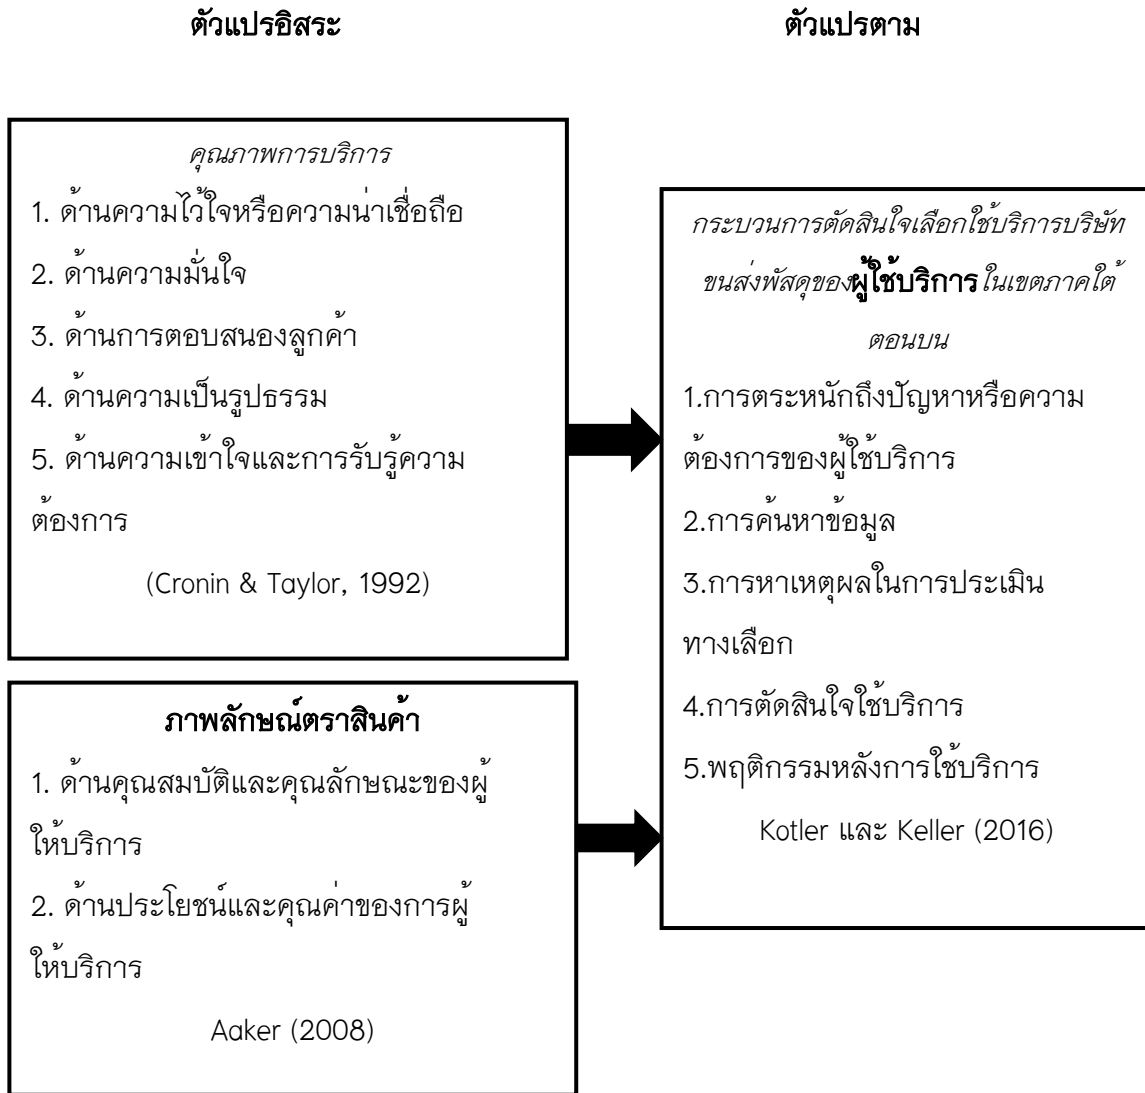 ตัวแปรอิสระ
ตัวแปรตาม
คุณภาพการบริการ
1. ด้านความไว้ใจหรือความน่าเชื่อถือ
2. ด้านความมั่นใจ
3. ด้านการตอบสนองลูกค้า
4. ด้านความเป็นรูปธรรม
5. ด้านความเข้าใจและการรับรู้ความ
ต้องการ
(Cronin & Taylor, 1992)
ภาพลักษณ์ตราสินค้า
1. ด้านคุณสมบัติและคุณลักษณะของผู้
ให้บริการ
2. ด้านประโยชน์และคุณค่าของการผู้
ให้บริการ
Aaker (2008)
กระบวนการตัดสินใจเลือกใช้บริการบริษัท
ขนส่งพัสดุของผู้ใช้บริการในเขตภาคใต้
ตอนบน
1.การตระหนักถึงปัญหาหรือความ
ต้องการของผู้ใช้บริการ
2.การค้นหาข้อมูล
3.การหาเหตุผลในการประเมิน
ทางเลือก
4.การตัดสินใจใช้บริการ
5.พฤติกรรมหลังการใช้บริการ
Kotler และ Keller (2016)